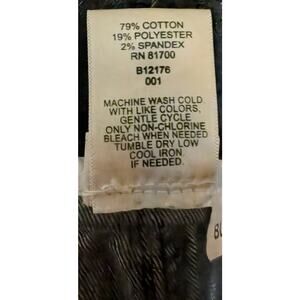 79% COTTON
19% POLYESTER
2% SPANDEX
RN 81700
B12176
001
MACHINE WASH COLD
WITH LIKE COLORS,
GENTLE CYCLE
ONLY NON-CHLORINE
BLEACH WHEN NEEDED
TUMBLE DRY LOW
COOL IRON
IF NEEDED.